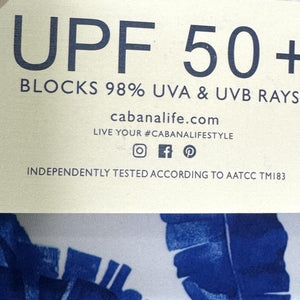 UPF 50+
BLOCKS 98% UVA & UVB RAYS
cabanalife.com
LIVE YOUR #CABANALIFESTYLE
INDEPENDENTLY TESTED ACCORDING TO AATCC TM183